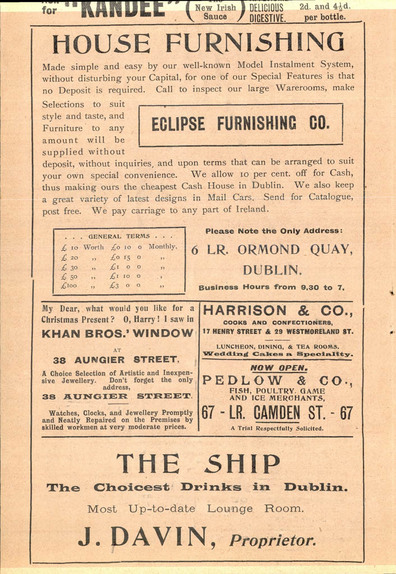 for "KANDEE" (New Irish Sauce) DELICIOUS DIGESTIVE. 2d. and 4½d. per bottle.
HOUSE FURNISHING
Made simple and easy by our well-known Model Instalment System,
without disturbing your Capital, for one of our Special Features is that
no Deposit is required. Call to inspect our large Warerooms, make
Selections to suit
style and taste, and
Furniture to any
amount will be
supplied without
ECLIPSE FURNISHING CO.
deposit, without inquiries, and upon terms that can be arranged to suit
your own special convenience. We allow 10 per cent. off for Cash,
thus making ours the cheapest Cash House in Dublin. We also keep
a great variety of latest designs in Mail Cars. Send for Catalogue,
post free. We pay carriage to any part of Ireland.
. . . GENERAL TERMS . . .
£10 Worth £0 10 0 Monthly.
£20 „ £0 15 0 „
£30 „ £1 0 0 „
£50 „ £1 10 0 „
£100 „ £3 0 0 „
Please Note the Only Address:
6 LR. ORMOND QUAY,
DUBLIN.
Business Hours from 9.30 to 7.
My Dear, what would you like for a
Christmas Present? O, Harry! I saw in
KHAN BROS.' WINDOW
AT
38 AUNGIER STREET,
A Choice Selection of Artistic and Inexpen-
sive Jewellery. Don't forget the only
address,
38 AUNGIER STREET.
Watches, Clocks, and Jewellery Promptly
and Neatly Repaired on the Premises by
skilled workmen at very moderate prices.
HARRISON & CO.,
COOKS AND CONFECTIONERS,
17 HENRY STREET & 29 WESTMORELAND ST.
LUNCHEON, DINING, & TEA ROOMS.
Wedding Cakes a Speciality.
NOW OPEN.
PEDLOW & CO.,
FISH, POULTRY, GAME
AND ICE MERCHANTS,
67 - LR. CAMDEN ST. - 67
A Trial Respectfully Solicited.
THE SHIP
The Choicest Drinks in Dublin.
Most Up-to-date Lounge Room.
J. DAVIN, Proprietor.